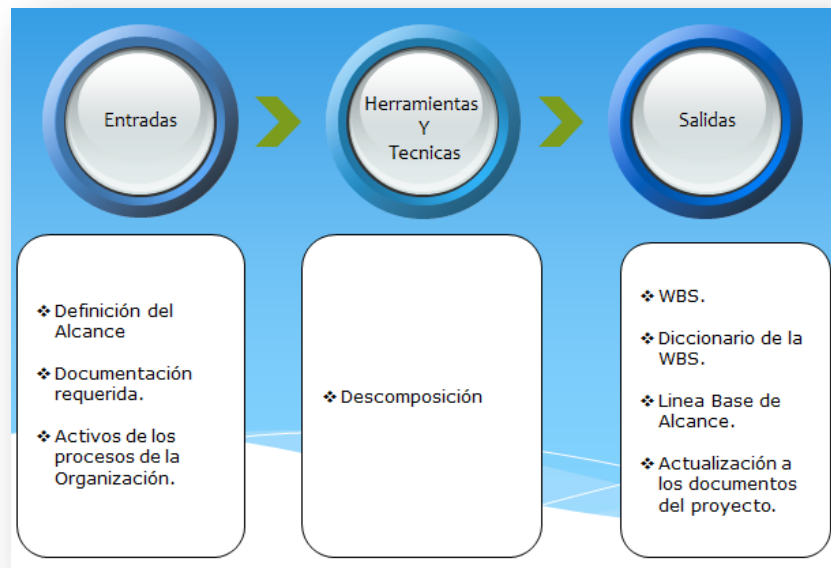 Entradas
Herramientas
Y
Tecnicas
Salidas
❖ Definición del
Alcance
❖ Documentación
requerida.
❖ Activos de los
procesos de la
Organización.
❖ Descomposición
❖ WBS.
❖ Diccionario de la
WBS.
❖ Linea Base de
Alcance.
❖ Actualización a
los documentos
del proyecto.